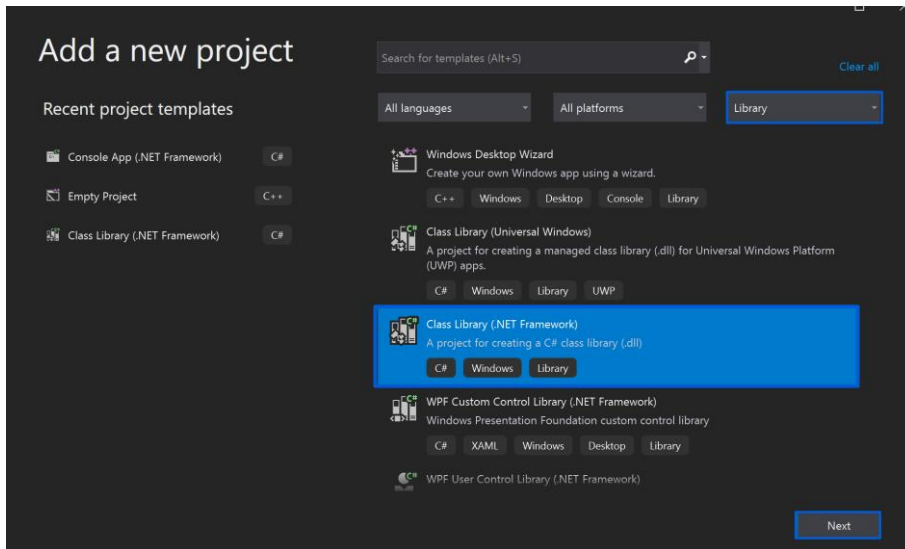 Add a new project
Search for templates (Alt+S)
Clear all
Recent project templates
All languages
All platforms
Library
Console App (.NET Framework)
C#
Empty Project
C++
Class Library (.NET Framework)
C#
Windows Desktop Wizard
Create your own Windows app using a wizard.
C++ Windows Desktop Console Library
Class Library (Universal Windows)
A project for creating a managed class library (.dll) for Universal Windows Platform
(UWP) apps.
C# Windows Library UWP
Class Library (.NET Framework)
A project for creating a C# class library (.dll)
C# Windows Library
WPF Custom Control Library (.NET Framework)
Windows Presentation Foundation custom control library
C# XAML Windows Desktop Library
WPF User Control Library (.NET Framework)
Next